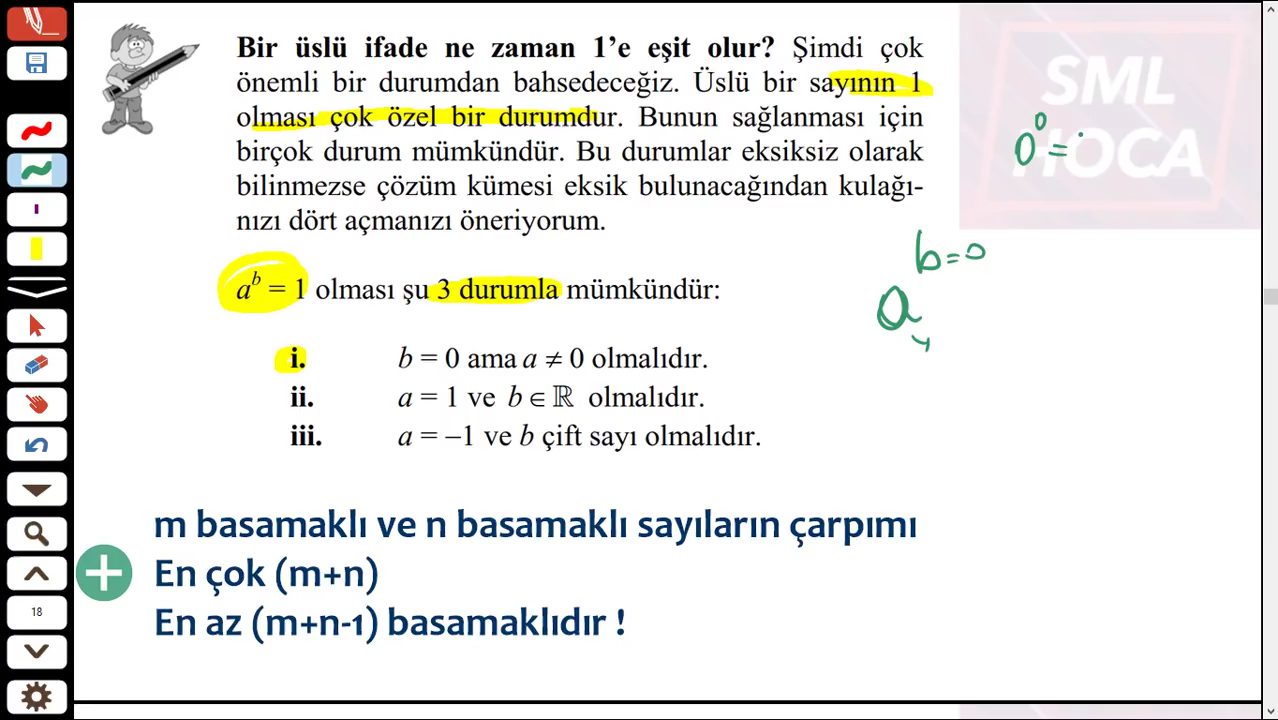 Bir üslü ifade ne zaman 1’e eşit olur? Şimdi çok
önemli bir durumdan bahsedeceğiz. Üslü bir sayının 1
olması çok özel bir durumdur. Bunun sağlanması için
birçok durum mümkündür. Bu durumlar eksiksiz olarak
bilinmezse çözüm kümesi eksik bulunacağından kulağı-
nızı dört açmanızı öneriyorum.
aᵇ = 1 olması şu 3 durumla mümkündür:
i. b = 0 ama a ≠ 0 olmalıdır.
ii. a = 1 ve b ∈ ℝ olmalıdır.
iii. a = –1 ve b çift sayı olmalıdır.
SML
HOCA
0⁰ =
b=0
a
m basamaklı ve n basamaklı sayıların çarpımı
En çok (m+n)
En az (m+n-1) basamaklıdır !
18